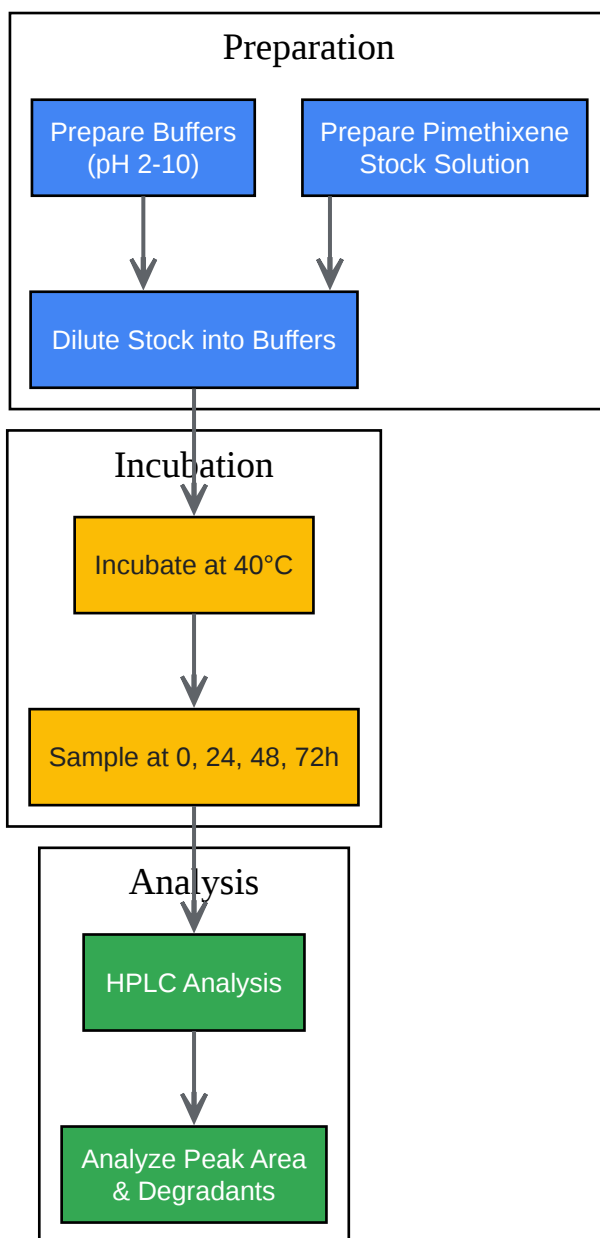 Preparation
Prepare Buffers
(pH 2-10)
Prepare Pimethixene
Stock Solution
Dilute Stock into Buffers
Incubation
Incubate at 40°C
Sample at 0, 24, 48, 72h
Analysis
HPLC Analysis
Analyze Peak Area
& Degradants